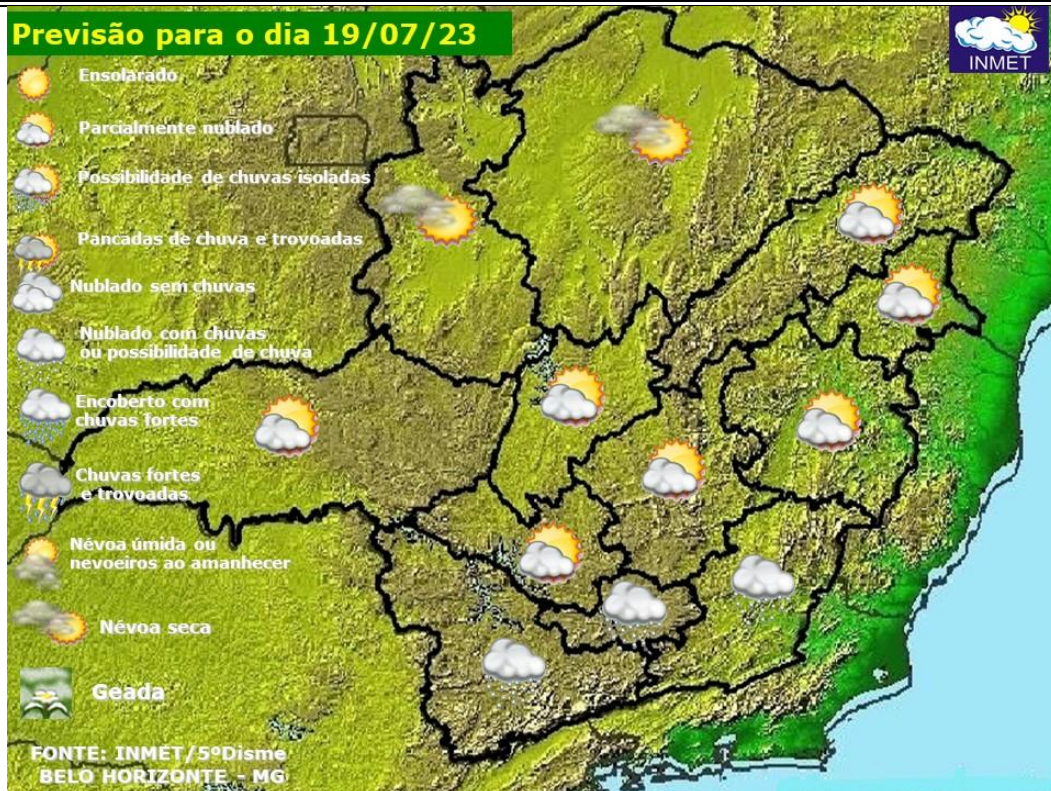 Previsão para o dia 19/07/23
INMET
Ensolarado
Parcialmente nublado
Possibilidade de chuvas isoladas
Pancadas de chuva e trovoadas
Nublado sem chuvas
Nublado com chuvas
ou possibilidade de chuva
Encoberto com
chuvas fortes
Chuvas fortes
e trovoadas
Névoa úmida ou
nevoeiros ao amanhecer
Névoa seca
Geada
FONTE: INMET/5ºDisme
BELO HORIZONTE - MG